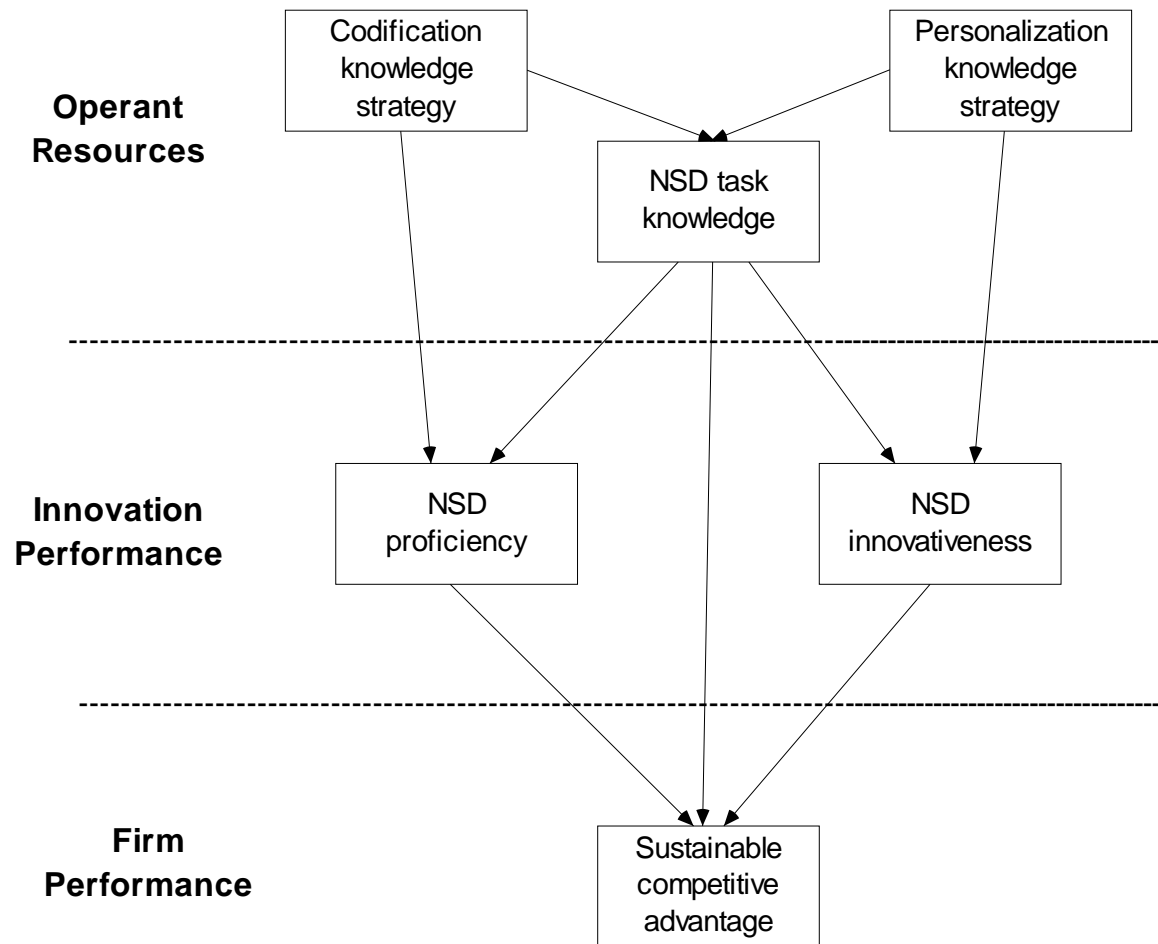 Codification
knowledge
strategy
Personalization
knowledge
strategy
Operant
Resources
NSD task
knowledge
Innovation
Performance
NSD
proficiency
NSD
innovativeness
Firm
Performance
Sustainable
competitive
advantage